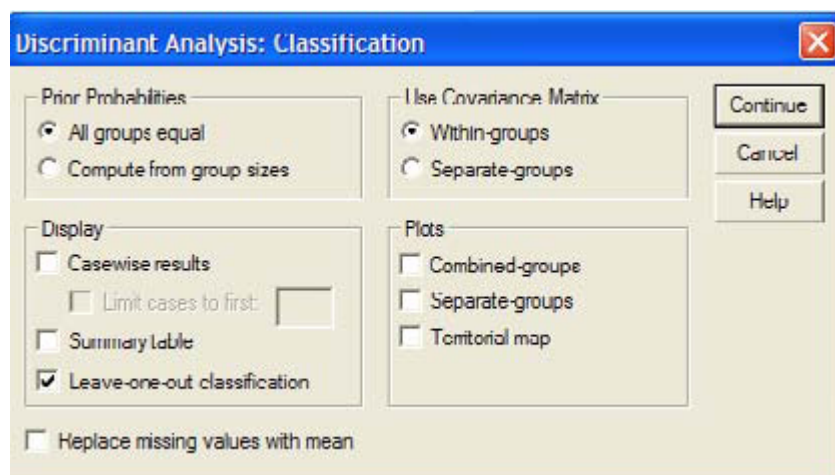 Discriminant Analysis: Classification
Prior Probabilities
All groups equal
Compute from group sizes
Use Covariance Matrix
Within-groups
Separate-groups
Continue
Cancel
Help
Display
Casewise results
Limit cases to first:
Summary table
Leave-one-out classification
Plots
Combined-groups
Separate-groups
Territorial map
Replace missing values with mean